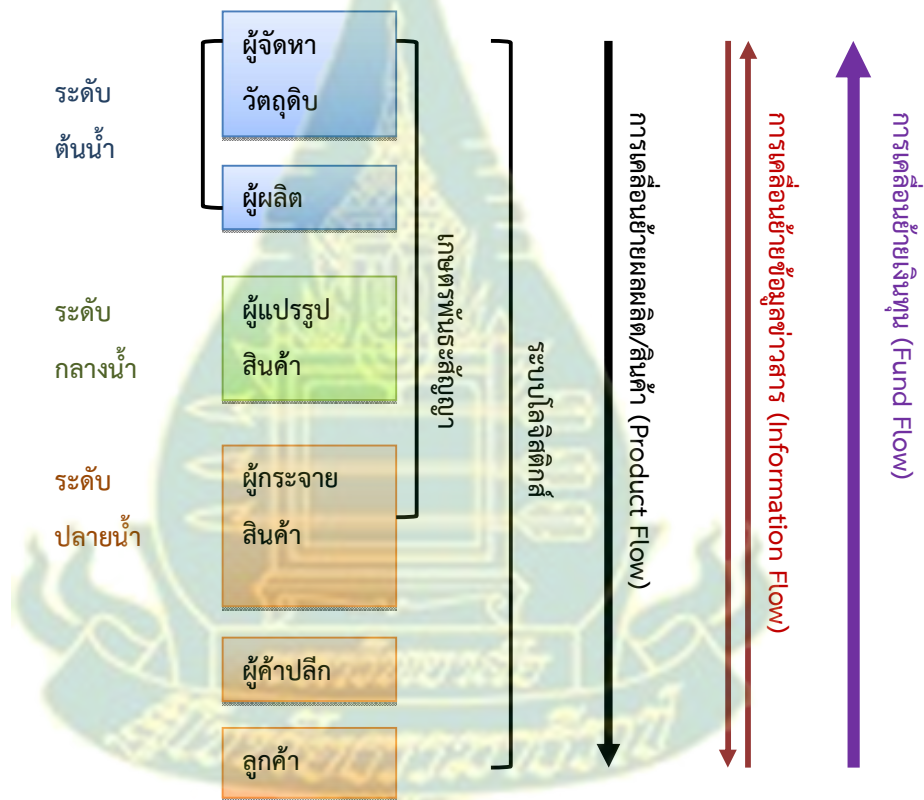 ระดับ
ต้นน้ำ
ผู้จัดหา
วัตถุดิบ
ผู้ผลิต
ระดับ
กลางน้ำ
ผู้แปรรูป
สินค้า
ระดับ
ปลายน้ำ
ผู้กระจาย
สินค้า
ผู้ค้าปลีก
ลูกค้า
เกษตรพันธะสัญญา
ระบบโลจิสติกส์
การเคลื่อนย้ายผลผลิต/สินค้า (Product Flow)
การเคลื่อนย้ายข้อมูลข่าวสาร (Information Flow)
การเคลื่อนย้ายเงินทุน (Fund Flow)